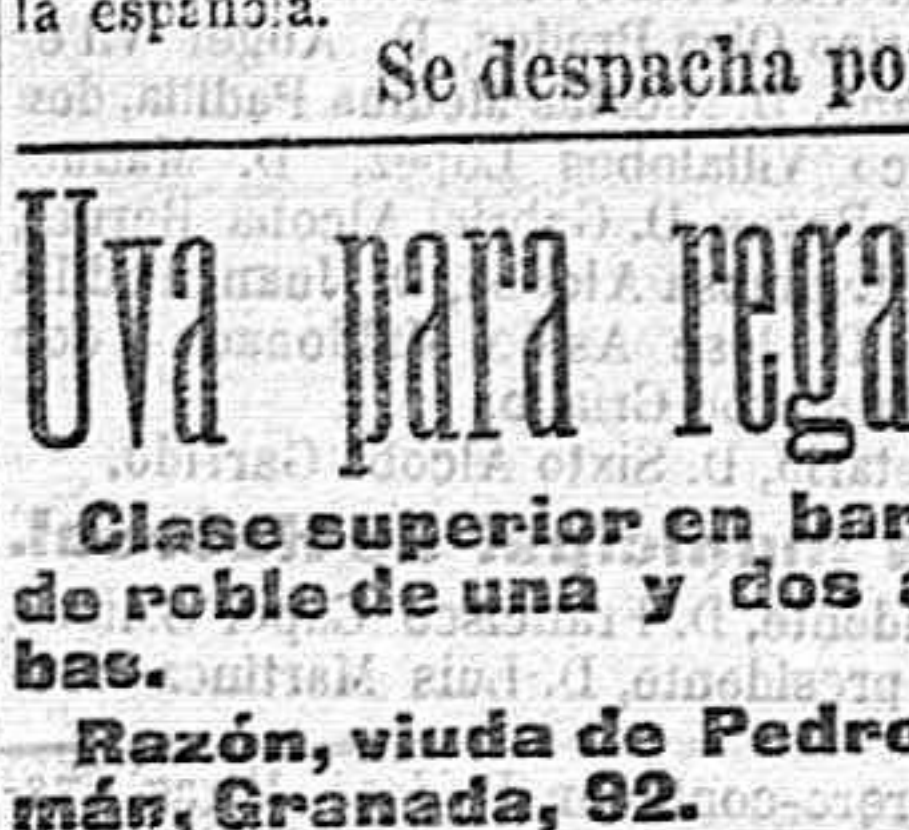 la española.
Se despacha po
Uva para rega
Clase superior en bar
de roble de una y dos a
bas.
Razón, viuda de Pedro
mán, Granada, 92.